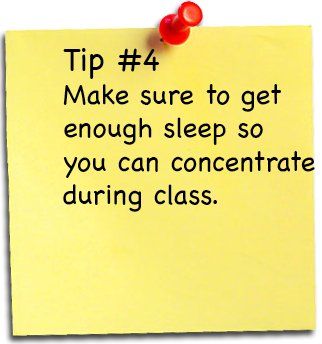 Tip #4
Make sure to get
enough sleep so
you can concentrate
during class.